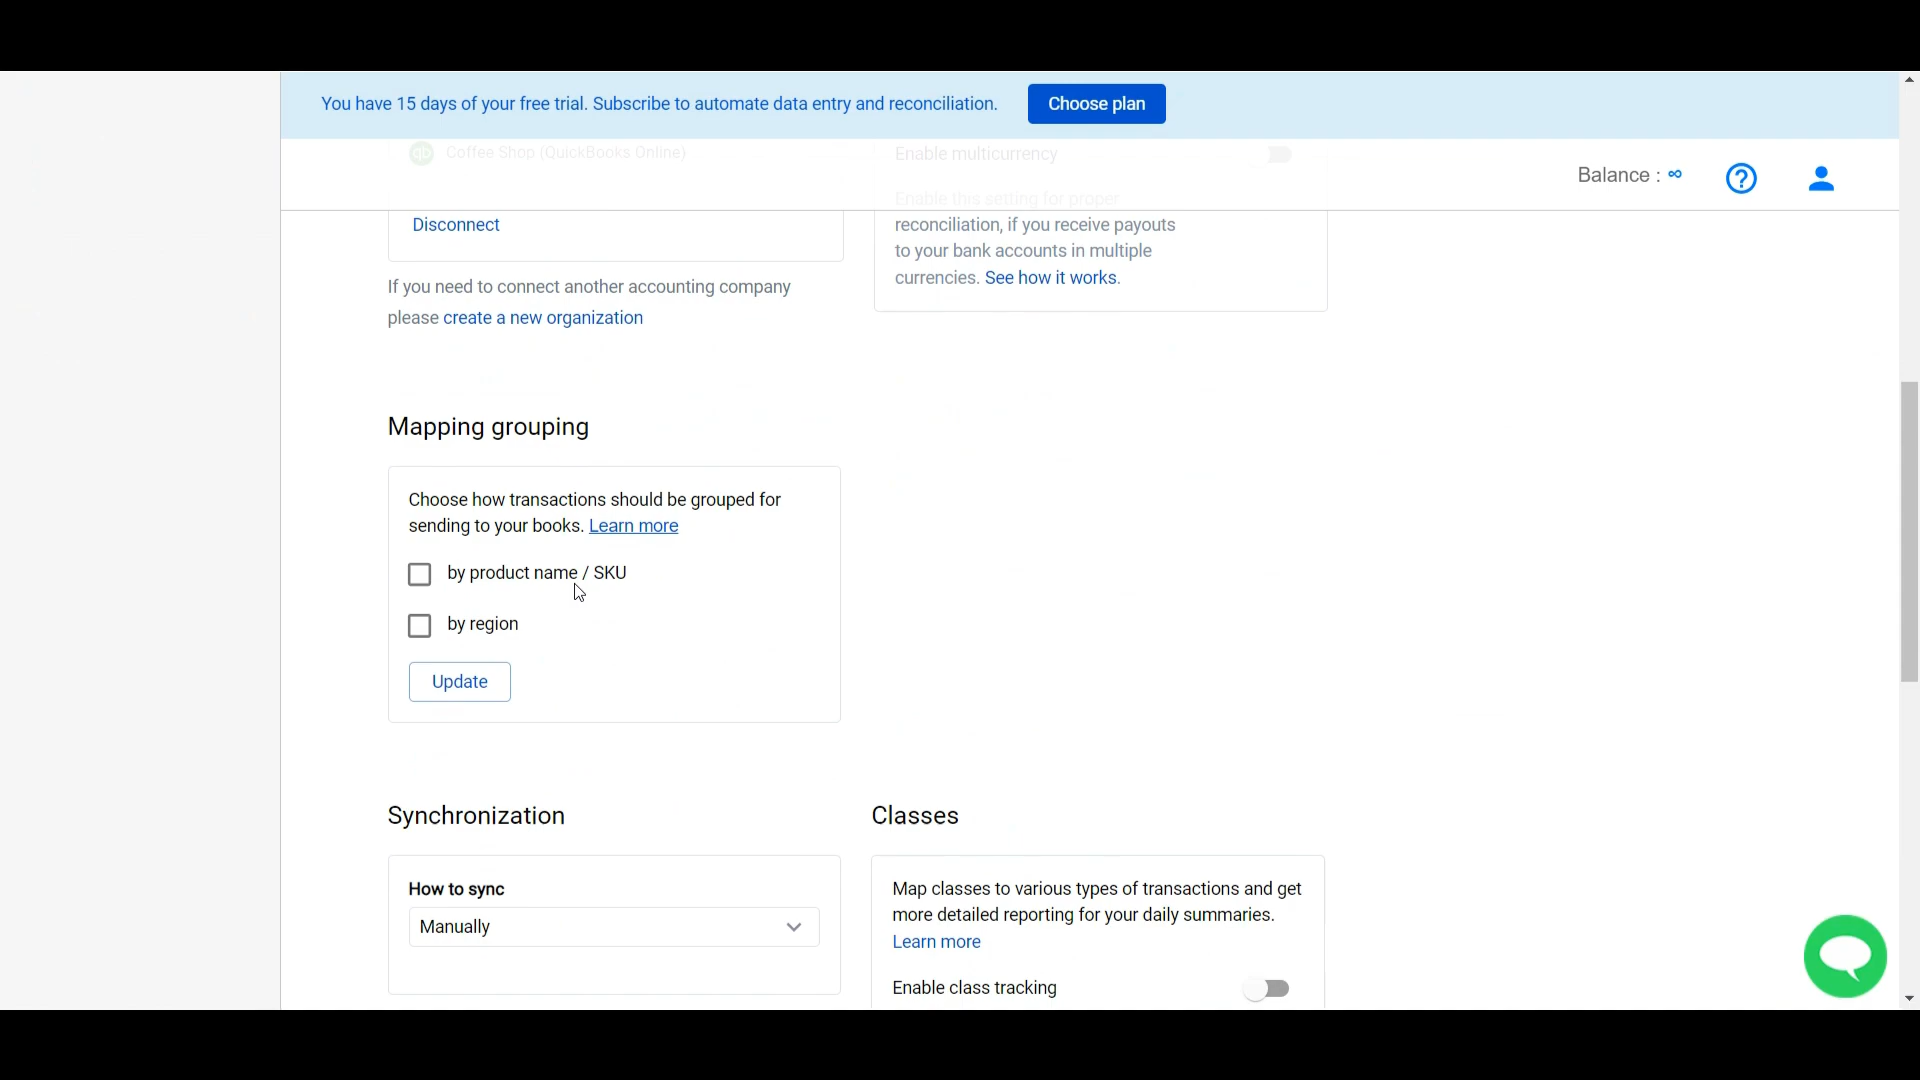 You have 15 days of your free trial. Subscribe to automate data entry and reconciliation.
Choose plan
qb Coffee Shop (QuickBooks Online)
Enable multicurrency
Balance : ∞
Enable this setting for proper
Disconnect
reconciliation, if you receive payouts
to your bank accounts in multiple
currencies. See how it works.
If you need to connect another accounting company
please create a new organization
Mapping grouping
Choose how transactions should be grouped for
sending to your books. Learn more
by product name / SKU
by region
Update
Synchronization
How to sync
Manually
Classes
Map classes to various types of transactions and get
more detailed reporting for your daily summaries.
Learn more
Enable class tracking